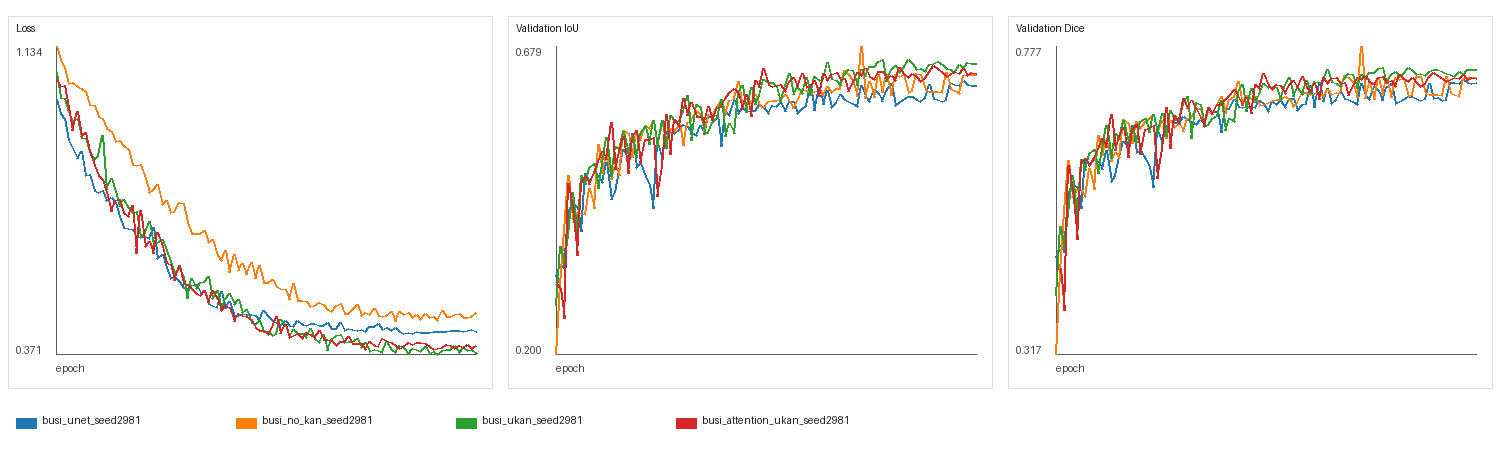 Loss
1.134
0.371
epoch
Validation IoU
0.679
0.200
epoch
Validation Dice
0.777
0.317
epoch
busi_unet_seed2981
busi_no_kan_seed2981
busi_ukan_seed2981
busi_attention_ukan_seed2981